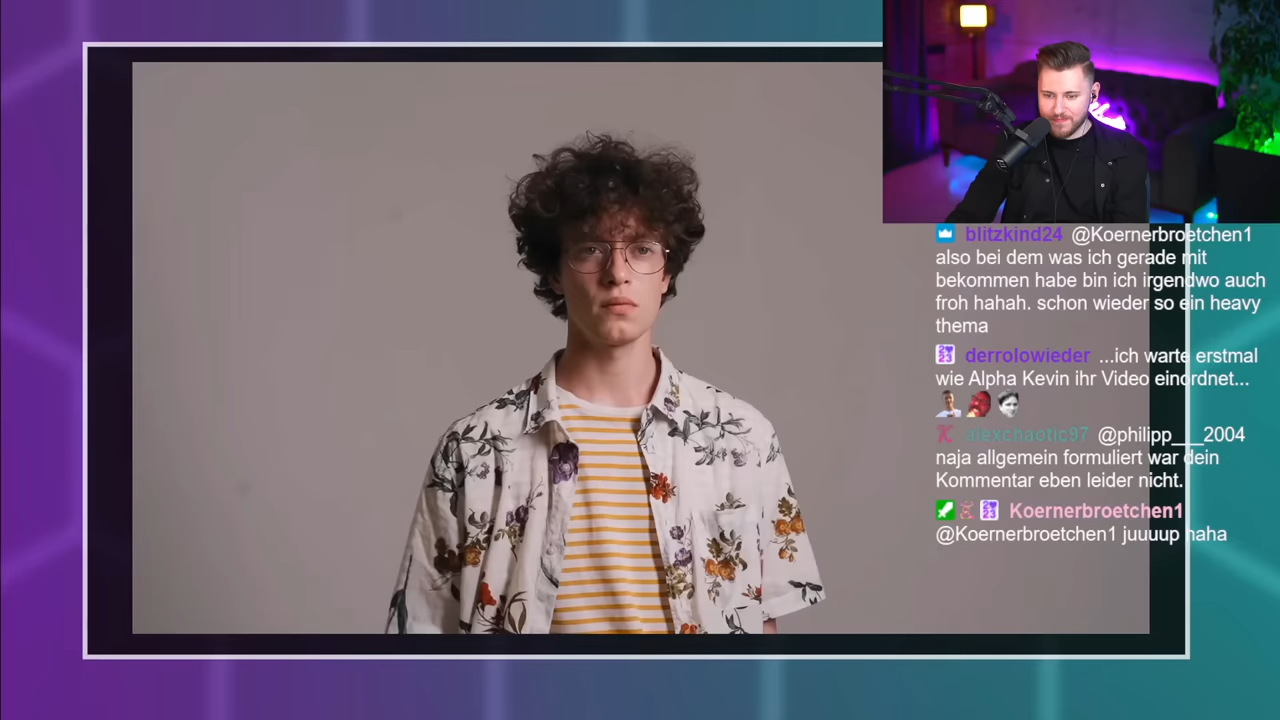 blitzkind24 @Koernerbroetchen1
also bei dem was ich gerade mit
bekommen habe bin ich irgendwo auch
froh hahah. schon wieder so ein heavy
thema
derrolowieder ...ich warte erstmal
wie Alpha Kevin ihr Video einordnet...
alexchaotic97 @philipp___2004
naja allgemein formuliert war dein
Kommentar eben leider nicht.
Koernerbroetchen1
@Koernerbroetchen1 juuuup haha